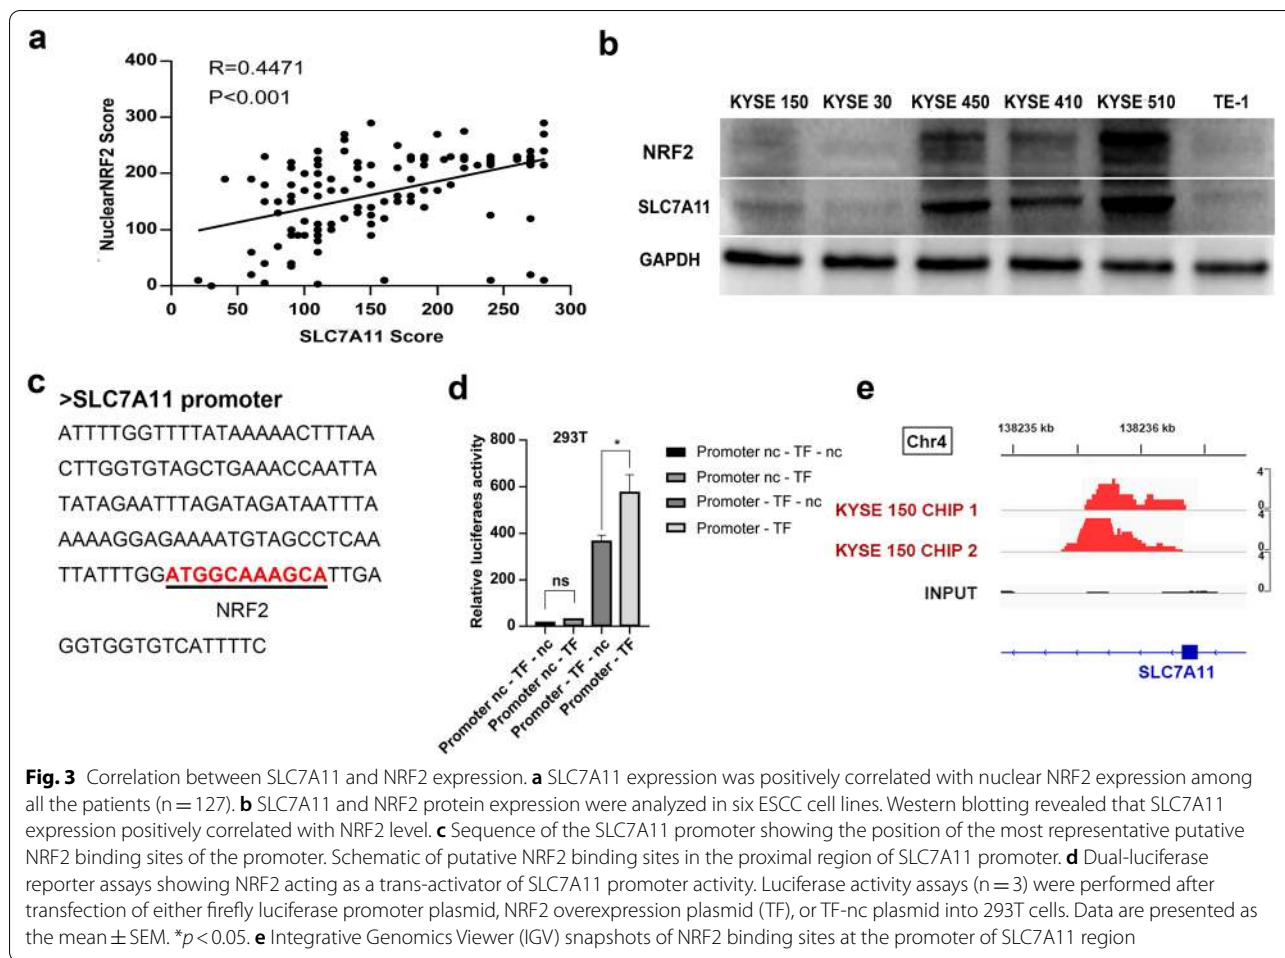 a
400
300
200
100
0
NuclearNRF2 Score
R=0.4471
P<0.001
0 50 100 150 200 250 300
SLC7A11 Score
b
KYSE 150 KYSE 30 KYSE 450 KYSE 410 KYSE 510 TE-1
NRF2
SLC7A11
GAPDH
c
>SLC7A11 promoter
ATTTTGGTTTTATAAAAACTTTAA
CTTGGTGTAGCTGAAACCAATTA
TATAGAATTTAGATAGATAATTTA
AAAAGGAGAAAATGTAGCCTCAA
TTATTTGGATGGCAAAGCATTGA
NRF2
GGTGGTGTCATTTTC
d
Relative luciferaes activity
800
600
400
200
0
293T
ns
*
Promoter nc - TF - nc
Promoter nc - TF
Promoter - TF - nc
Promoter - TF
Promoter nc - TF - nc
Promoter nc - TF
Promoter - TF - nc
Promoter - TF
e
Chr4
138235 kb 138236 kb
KYSE 150 CHIP 1
4
0
KYSE 150 CHIP 2
4
0
INPUT
4
0
SLC7A11
Fig. 3 Correlation between SLC7A11 and NRF2 expression. a SLC7A11 expression was positively correlated with nuclear NRF2 expression among
all the patients (n = 127). b SLC7A11 and NRF2 protein expression were analyzed in six ESCC cell lines. Western blotting revealed that SLC7A11
expression positively correlated with NRF2 level. c Sequence of the SLC7A11 promoter showing the position of the most representative putative
NRF2 binding sites of the promoter. Schematic of putative NRF2 binding sites in the proximal region of SLC7A11 promoter. d Dual-luciferase
reporter assays showing NRF2 acting as a trans-activator of SLC7A11 promoter activity. Luciferase activity assays (n = 3) were performed after
transfection of either firefly luciferase promoter plasmid, NRF2 overexpression plasmid (TF), or TF-nc plasmid into 293T cells. Data are presented as
the mean ± SEM. *p < 0.05. e Integrative Genomics Viewer (IGV) snapshots of NRF2 binding sites at the promoter of SLC7A11 region